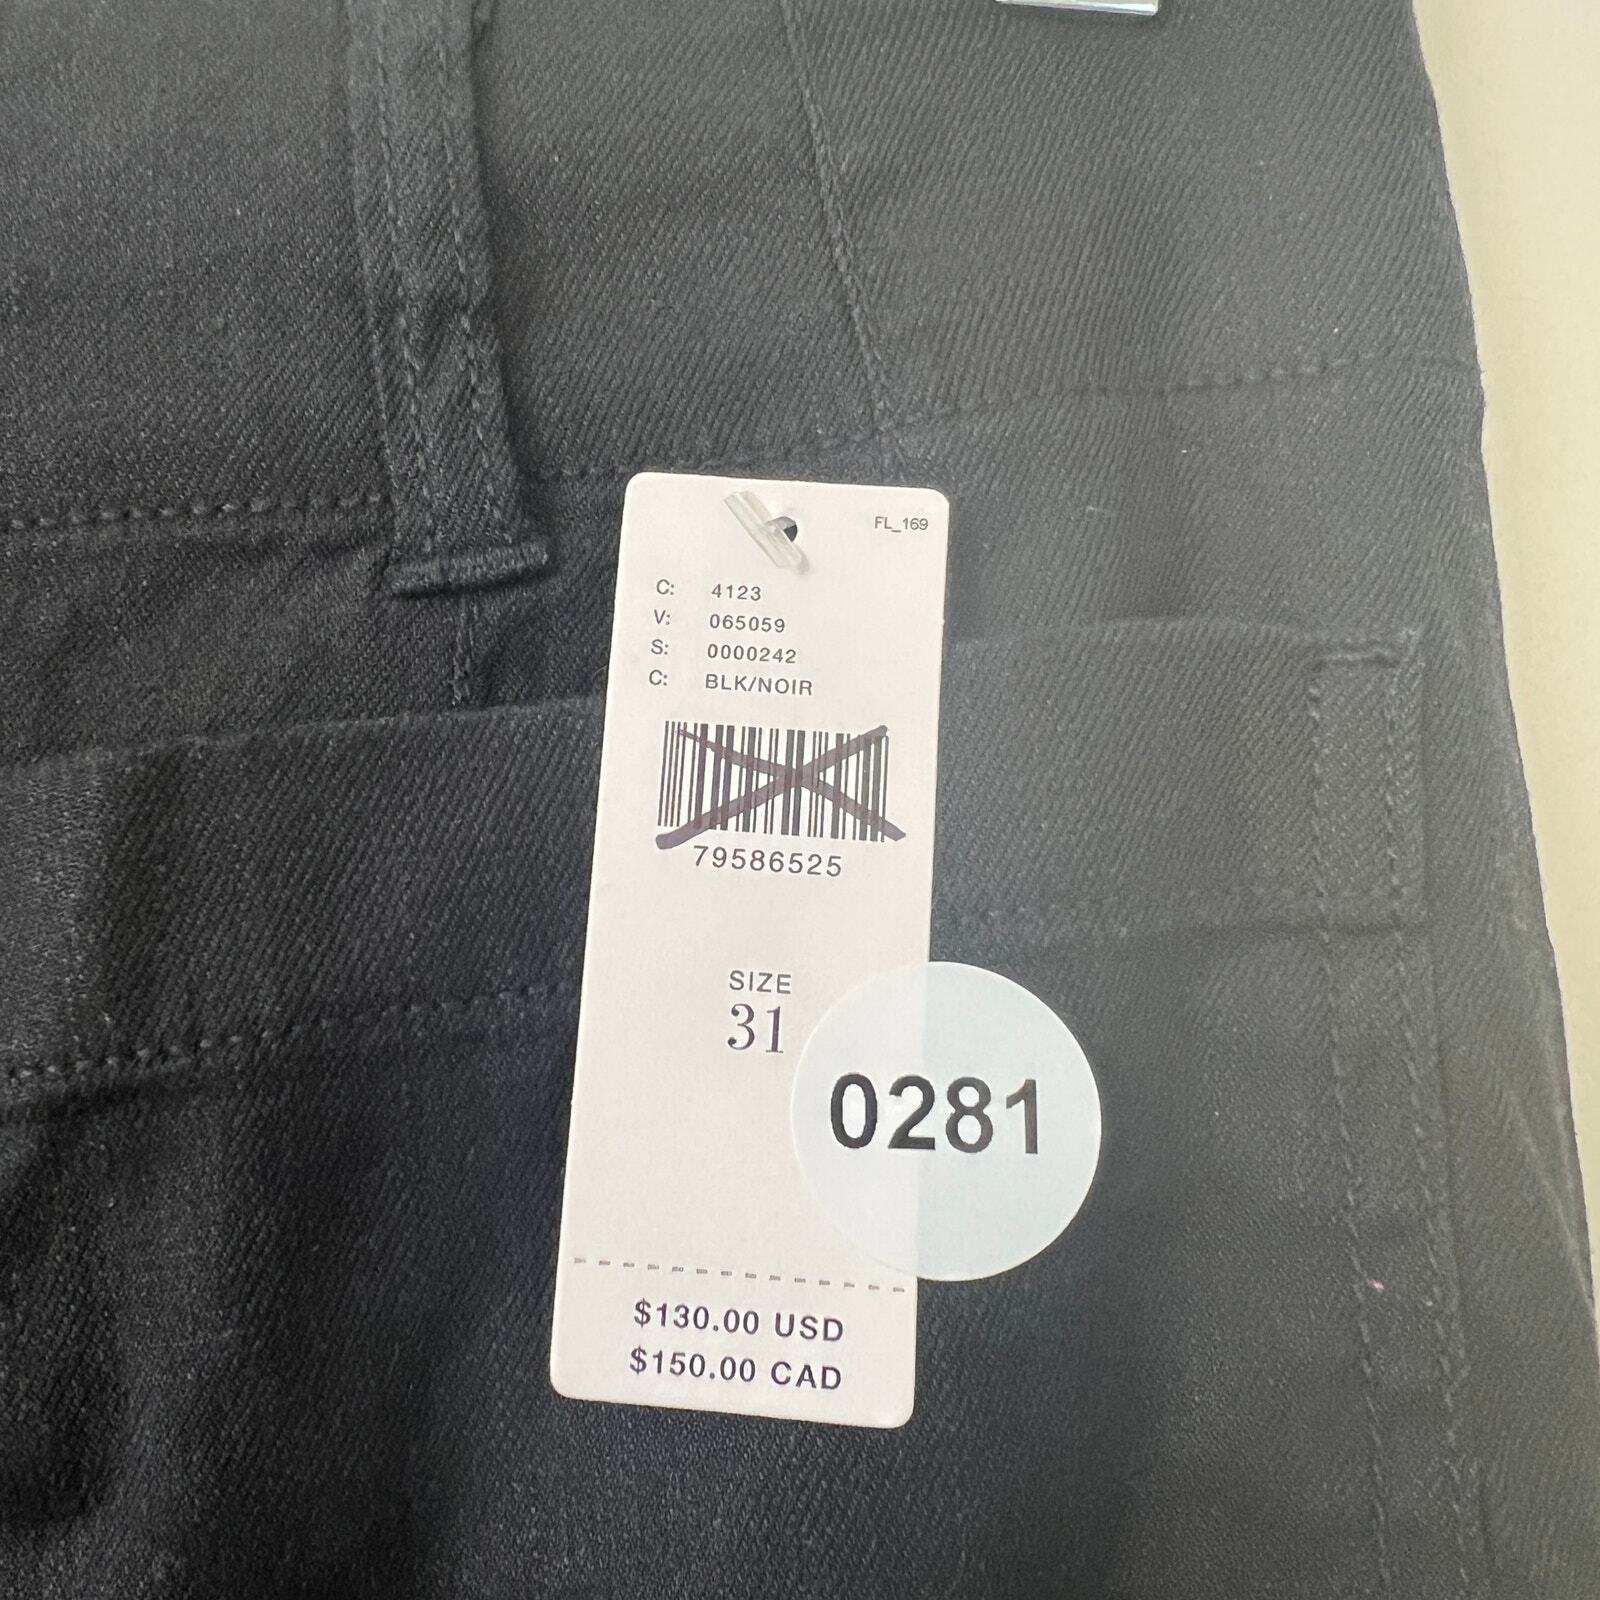 FL_169
C: 4123
V: 065059
S: 0000242
C: BLK/NOIR
79586525
SIZE
31
0281
$130.00 USD
$150.00 CAD